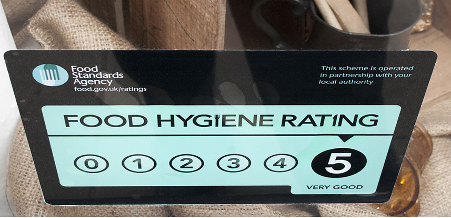 Food
Standards
Agency
food.gov.uk/ratings
This scheme is operated
in partnership with your
local authority
FOOD HYGIENE RATING
0 1 2 3 4 5
VERY GOOD